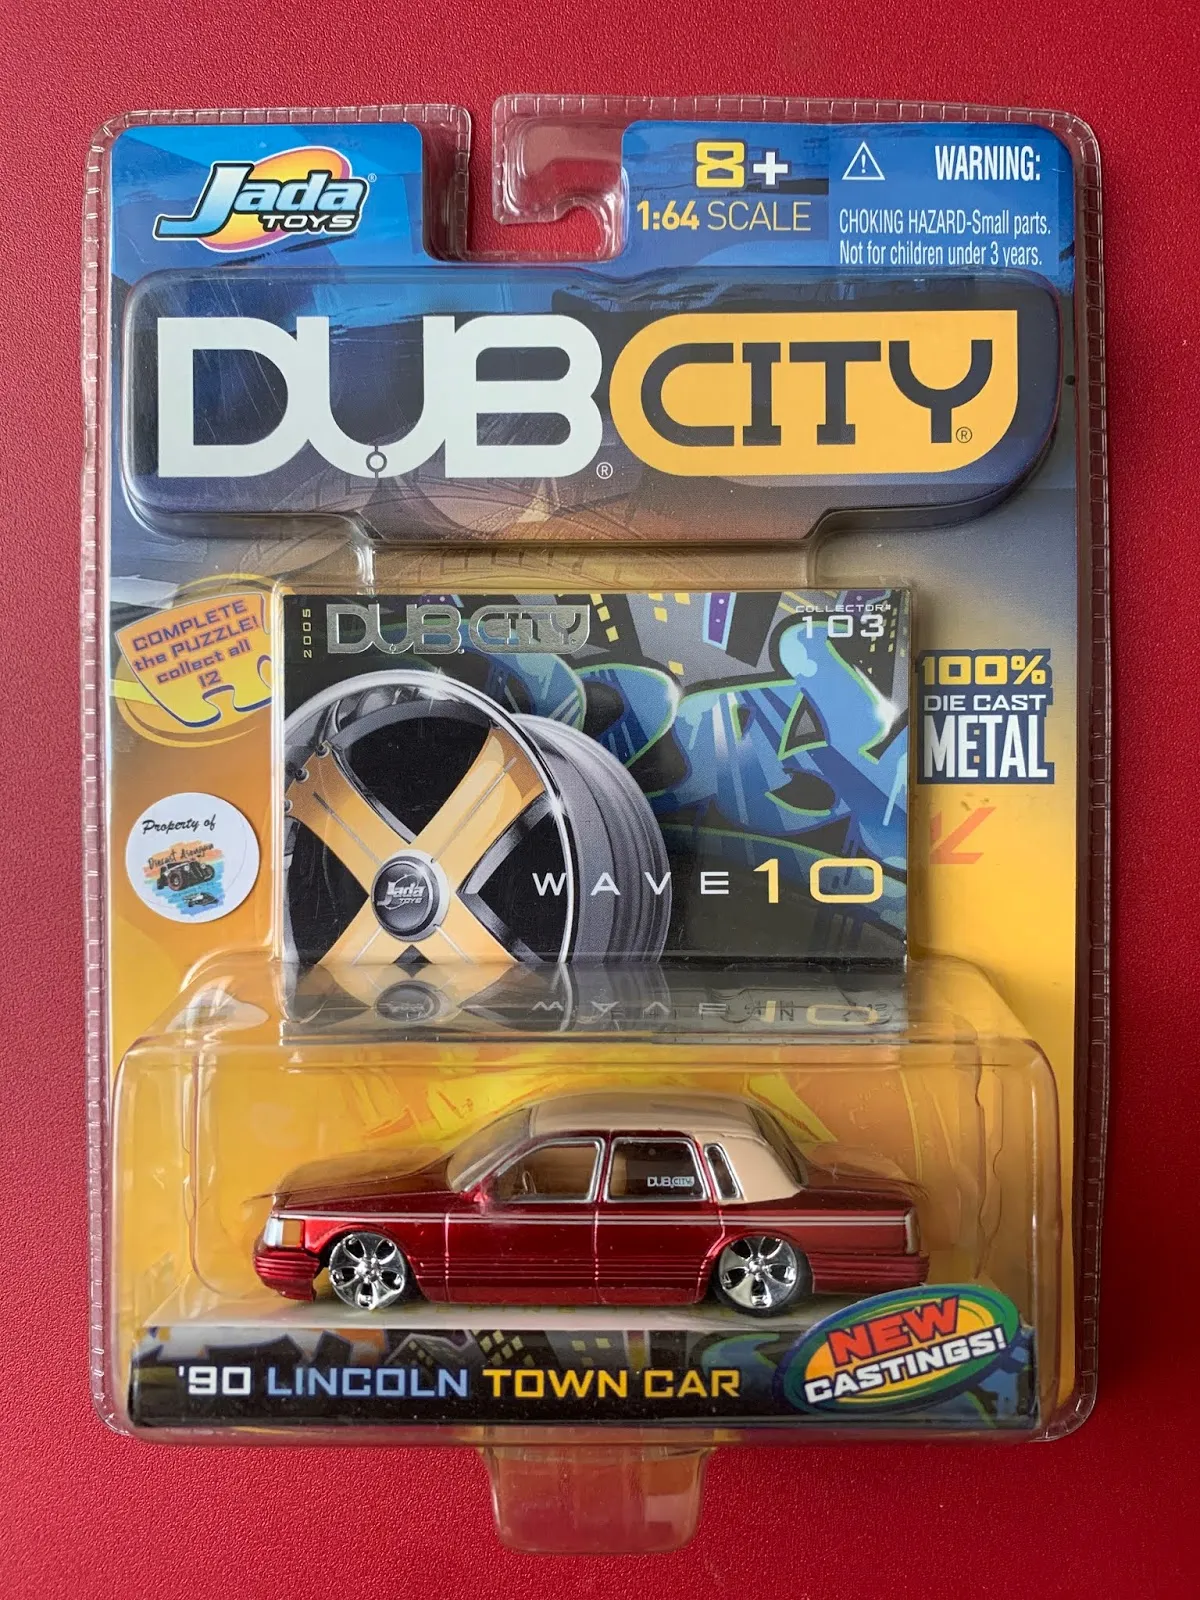 Jada ®
TOYS
8+
1:64 SCALE
WARNING:
CHOKING HAZARD-Small parts.
Not for children under 3 years.
DUB® CITY®
COMPLETE
the PUZZLE!
collect all
12
2005
DUB CITY
COLLECTOR#
103
100%
DIE CAST
METAL
Property of
Jada
TOYS
WAVE 10
DUB CITY
'90 LINCOLN TOWN CAR
NEW
CASTINGS!